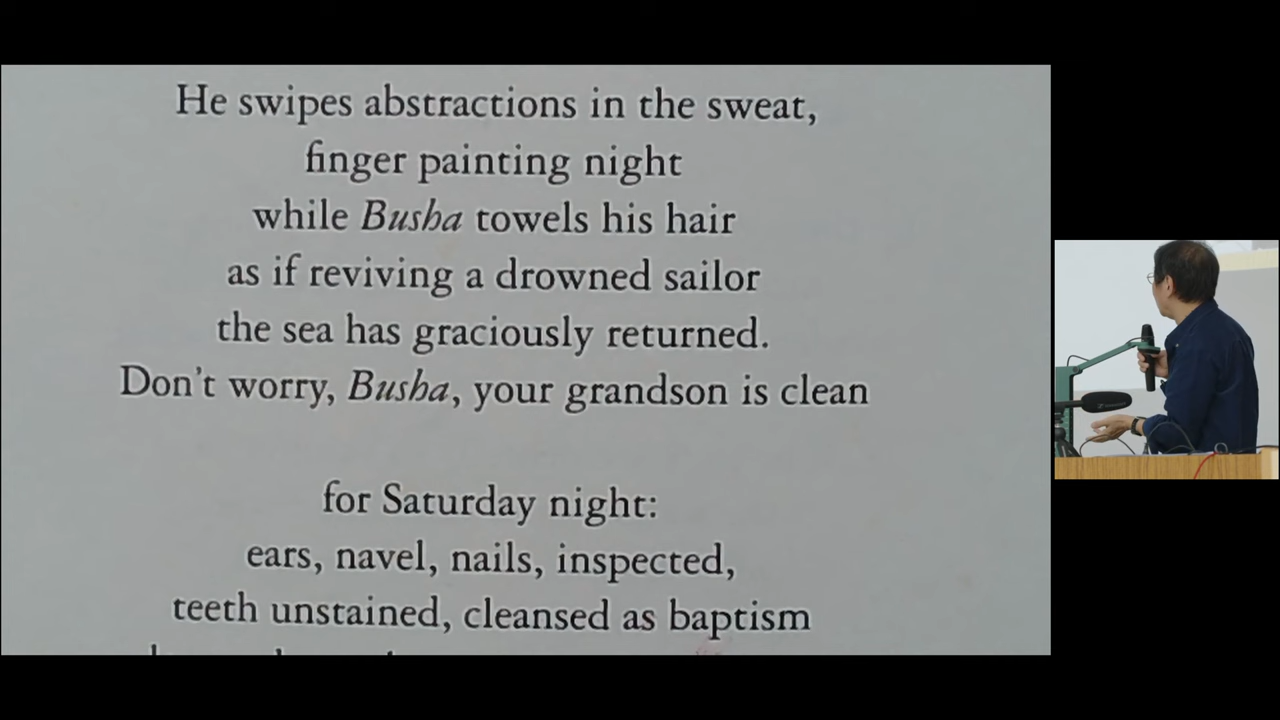 He swipes abstractions in the sweat,
finger painting night
while Busha towels his hair
as if reviving a drowned sailor
the sea has graciously returned.
Don't worry, Busha, your grandson is clean
for Saturday night:
ears, navel, nails, inspected,
teeth unstained, cleansed as baptism